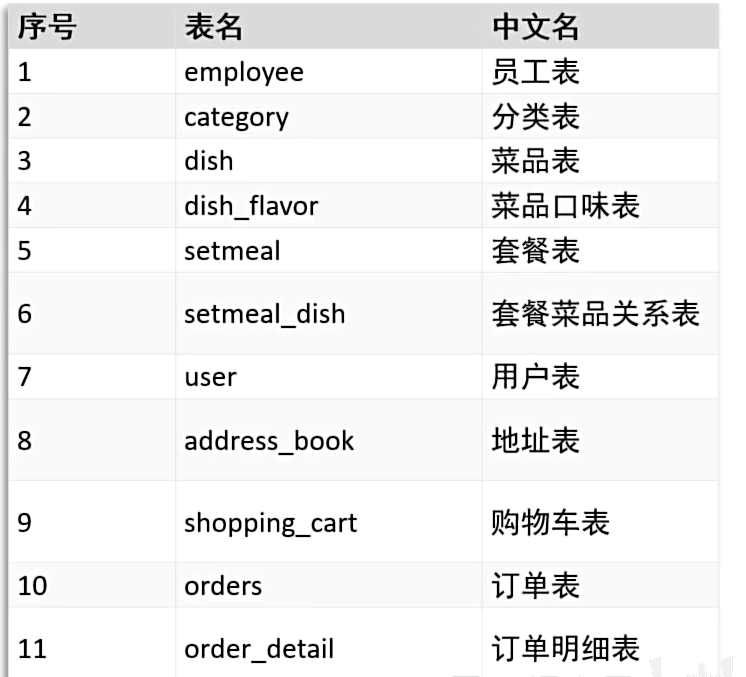 序号 表名 中文名
1 employee 员工表
2 category 分类表
3 dish 菜品表
4 dish_flavor 菜品口味表
5 setmeal 套餐表
6 setmeal_dish 套餐菜品关系表
7 user 用户表
8 address_book 地址表
9 shopping_cart 购物车表
10 orders 订单表
11 order_detail 订单明细表